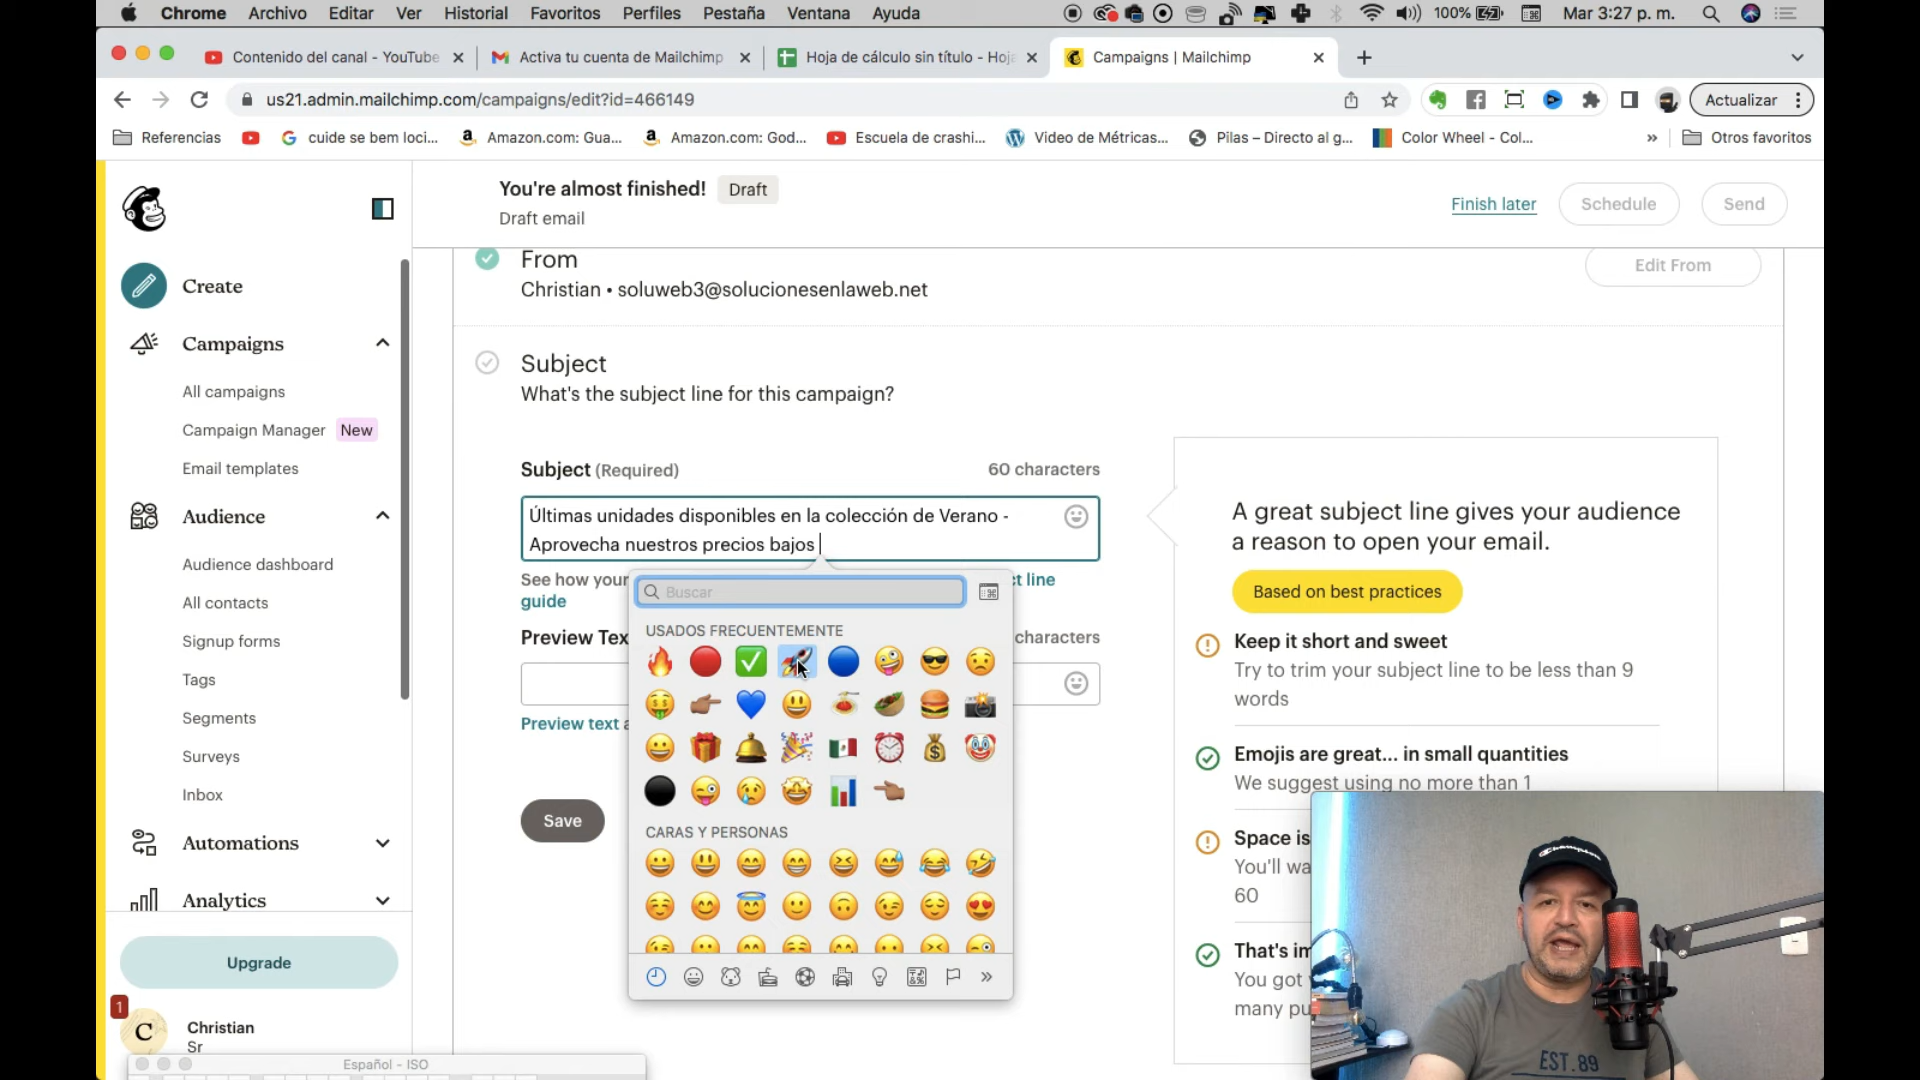 Chrome Archivo Editar Ver Historial Favoritos Perfiles Pestaña Ventana Ayuda 100% Mar 3:27 p. m.
Contenido del canal - YouTube Activa tu cuenta de Mailchimp Hoja de cálculo sin título - Hoja Campaigns | Mailchimp
us21.admin.mailchimp.com/campaigns/edit?id=466149 Actualizar
Referencias cuide se bem loci... Amazon.com: Gua... Amazon.com: God... Escuela de crashi... Video de Métricas... Pilas – Directo al g... Color Wheel - Col... » Otros favoritos
You're almost finished! Draft
Draft email
Finish later Schedule Send
Create
Campaigns
All campaigns
Campaign Manager New
Email templates
Audience
Audience dashboard
All contacts
Signup forms
Tags
Segments
Surveys
Inbox
Automations
Analytics
Upgrade
1
C Christian
Sr
Español - ISO
From
Christian • soluweb3@solucionesenlaweb.net
Edit From
Subject
What's the subject line for this campaign?
Subject (Required) 60 characters
Últimas unidades disponibles en la colección de Verano -
Aprovecha nuestros precios bajos
See how your t line
guide
Preview Tex characters
Preview text a
Save
Buscar
USADOS FRECUENTEMENTE
CARAS Y PERSONAS
A great subject line gives your audience
a reason to open your email.
Based on best practices
Keep it short and sweet
Try to trim your subject line to be less than 9
words
Emojis are great... in small quantities
We suggest using no more than 1
Space is
You'll wa
60
That's im
You got
many pu
Champion
EST.89